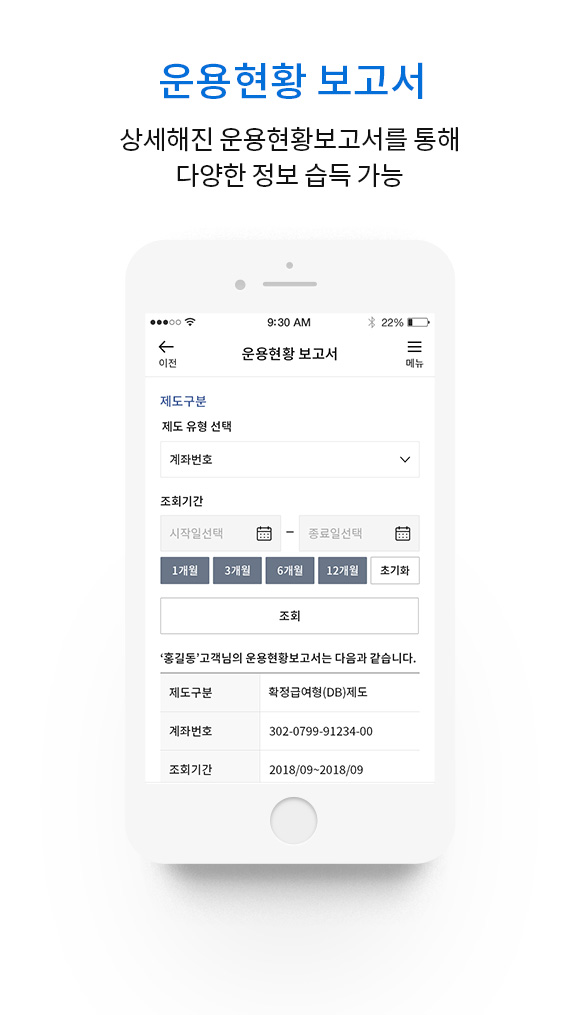 운용현황 보고서
상세해진 운용현황보고서를 통해
다양한 정보 습득 가능
9:30 AM
22%
이전
운용현황 보고서
메뉴
제도구분
제도 유형 선택
계좌번호
조회기간
시작일선택 – 종료일선택
1개월 3개월 6개월 12개월 초기화
조회
‘홍길동’고객님의 운용현황보고서는 다음과 같습니다.
제도구분 확정급여형(DB)제도
계좌번호 302-0799-91234-00
조회기간 2018/09~2018/09